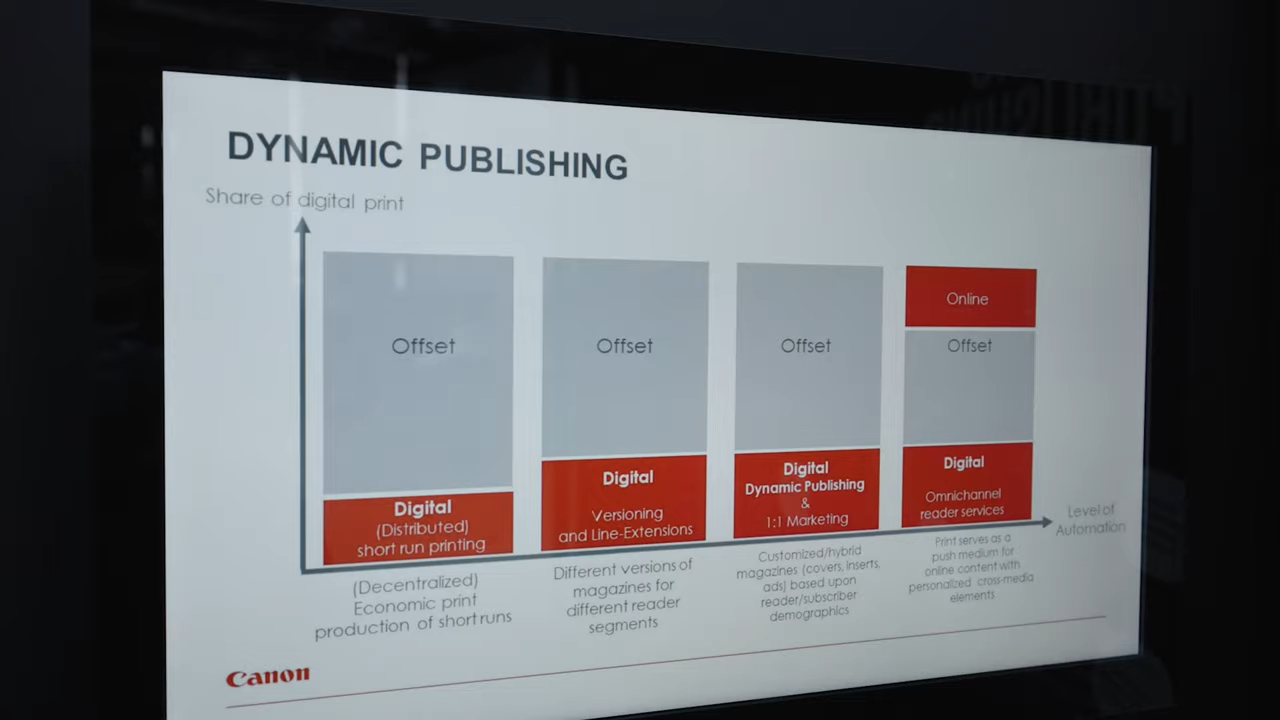 DYNAMIC PUBLISHING
Share of digital print
Offset
Digital
(Distributed)
short run printing
(Decentralized)
Economic print
production of short runs
Offset
Digital
Versioning
and Line-Extensions
Different versions of
magazines for
different reader
segments
Offset
Digital
Dynamic Publishing
&
1:1 Marketing
Customized/hybrid
magazines (covers, inserts,
ads) based upon
reader/subscriber
demographics
Online
Offset
Digital
Omnichannel
reader services
Print serves as a
push medium for
online content with
personalized cross-media
elements
Level of
Automation
Canon